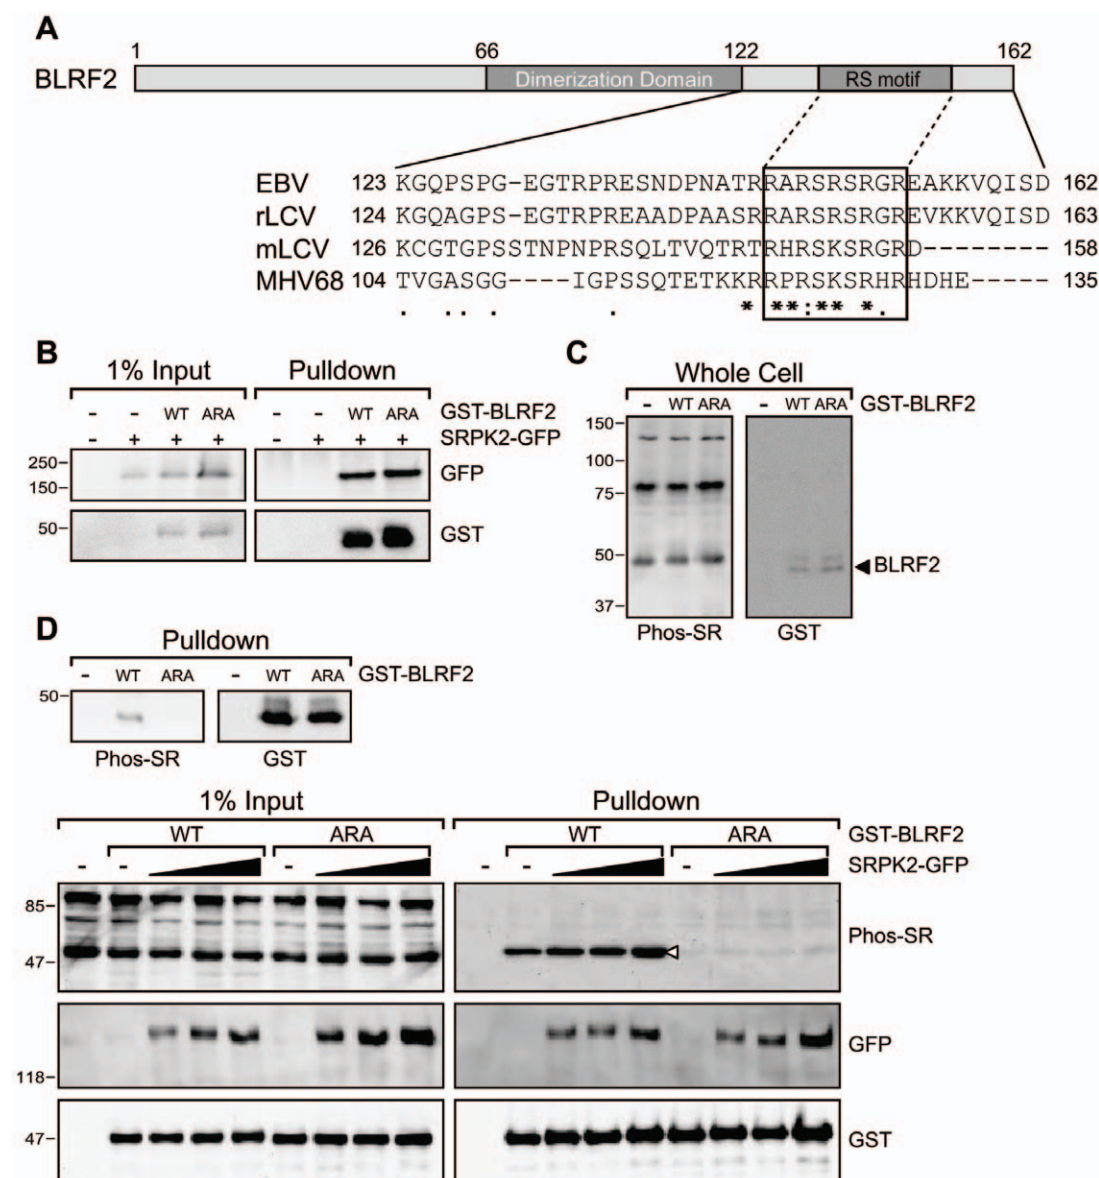 A
1 66 122 162
BLRF2 Dimerization Domain RS motif
EBV 123 KGQPSPG-EGTRPRESNDPNATRRARSRSRGREAKKVQISD 162
rLCV 124 KGQAGPS-EGTRPREAADPAASRRARSRSRGREVKKVQISD 163
mLCV 126 KCGTGPSSTNPNPRSQLTVQTRTRHRSKSRGRD-------- 158
MHV68 104 TVGASGG----IGPSSQTETKKRRPRSKSRHRHDHE----- 135
. .. . . * **:** *.
B
1% Input Pulldown
- - WT ARA - - WT ARA GST-BLRF2
- + + + - + + + SRPK2-GFP
250
150
GFP
50
GST
C
Whole Cell
- WT ARA - WT ARA GST-BLRF2
150
100
75
50
37
BLRF2
Phos-SR GST
D
Pulldown
- WT ARA - WT ARA GST-BLRF2
50
Phos-SR GST
1% Input Pulldown
WT ARA WT ARA GST-BLRF2
- - - - - - SRPK2-GFP
85
47
Phos-SR
118
GFP
47
GST